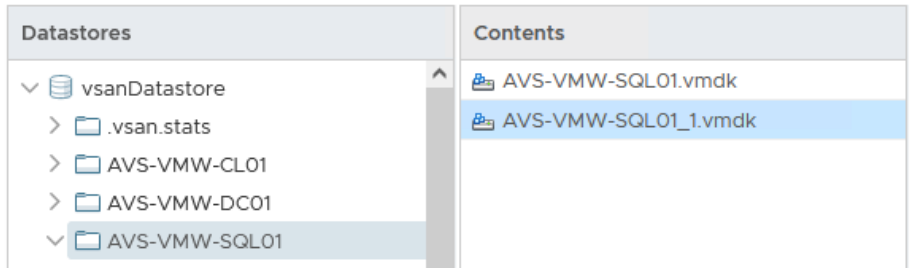 Datastores
vsanDatastore
.vsan.stats
AVS-VMW-CL01
AVS-VMW-DC01
AVS-VMW-SQL01
Contents
AVS-VMW-SQL01.vmdk
AVS-VMW-SQL01_1.vmdk